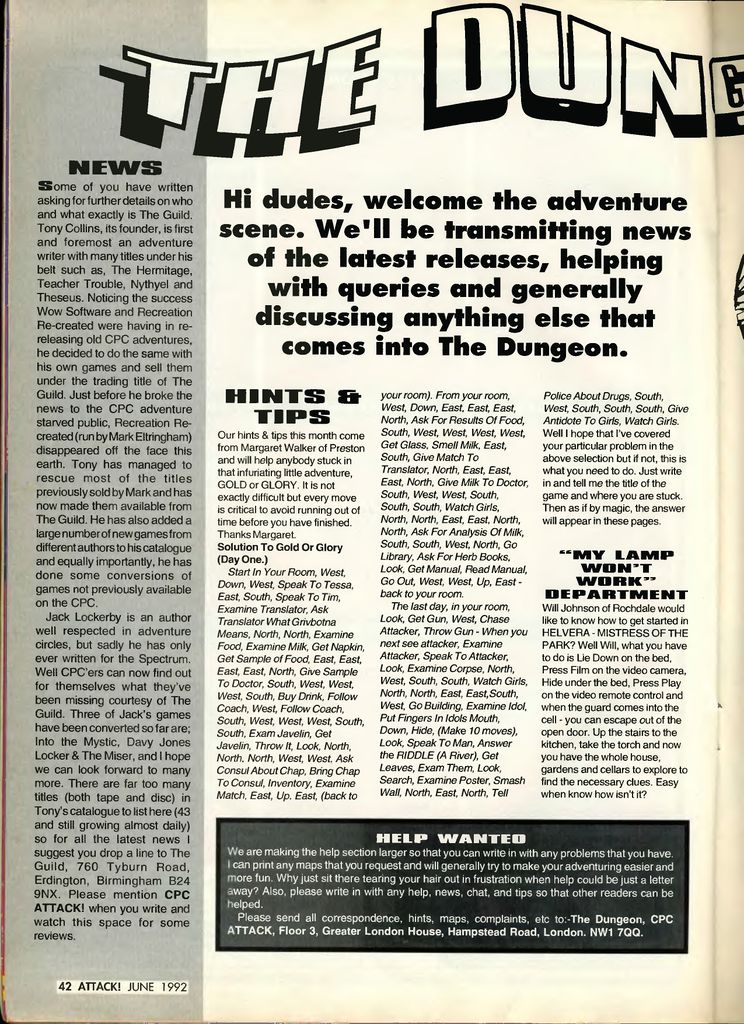 THE DUNG
NEWS
Some of you have written
asking for further details on who
and what exactly is The Guild.
Tony Collins, its founder, is first
and foremost an adventure
writer with many titles under his
belt such as, The Hermitage,
Teacher Trouble, Nythyel and
Theseus. Noticing the success
Wow Software and Recreation
Re-created were having in re-
releasing old CPC adventures,
he decided to do the same with
his own games and sell them
under the trading title of The
Guild. Just before he broke the
news to the CPC adventure
starved public, Recreation Re-
created (run by Mark Eltringham)
disappeared off the face this
earth. Tony has managed to
rescue most of the titles
previously sold by Mark and has
now made them available from
The Guild. He has also added a
large number of new games from
different authors to his catalogue
and equally importantly, he has
done some conversions of
games not previously available
on the CPC.
Jack Lockerby is an author
well respected in adventure
circles, but sadly he has only
ever written for the Spectrum.
Well CPC'ers can now find out
for themselves what they've
been missing courtesy of The
Guild. Three of Jack's games
have been converted so far are;
Into the Mystic, Davy Jones
Locker & The Miser, and I hope
we can look forward to many
more. There are far too many
titles (both tape and disc) in
Tony's catalogue to list here (43
and still growing almost daily)
so for all the latest news I
suggest you drop a line to The
Guild, 760 Tyburn Road,
Erdington, Birmingham B24
9NX. Please mention CPC
ATTACK! when you write and
watch this space for some
reviews.
Hi dudes, welcome the adventure
scene. We'll be transmitting news
of the latest releases, helping
with queries and generally
discussing anything else that
comes into The Dungeon.
HINTS &
TIPS
Our hints & tips this month come
from Margaret Walker of Preston
and will help anybody stuck in
that infuriating little adventure,
GOLD or GLORY. It is not
exactly difficult but every move
is critical to avoid running out of
time before you have finished.
Thanks Margaret.
Solution To Gold Or Glory
(Day One.)
Start In Your Room, West,
Down, West, Speak To Tessa,
East, South, Speak To Tim,
Examine Translator, Ask
Translator What Grivbotna
Means, North, North, Examine
Food, Examine Milk, Get Napkin,
Get Sample of Food, East, East,
East, East, North, Give Sample
To Doctor, South, West, West,
West, South, Buy Drink, Follow
Coach, West, Follow Coach,
South, West, West, West, South,
South, Exam Javelin, Get
Javelin, Throw It, Look, North,
North, North, West, West, Ask
Consul About Chap, Bring Chap
To Consul, Inventory, Examine
Match, East, Up, East, (back to
your room). From your room,
West, Down, East, East, East,
North, Ask For Results Of Food,
South, West, West, West, West,
Get Glass, Smell Milk, East,
South, Give Match To
Translator, North, East, East,
East, North, Give Milk To Doctor,
South, West, West, South,
South, South, Watch Girls,
North, North, East, East, North,
North, Ask For Analysis Of Milk,
South, South, West, North, Go
Library, Ask For Herb Books,
Look, Get Manual, Read Manual,
Go Out, West, West, Up, East -
back to your room.
The last day, in your room,
Look, Get Gun, West, Chase
Attacker, Throw Gun - When you
next see attacker, Examine
Attacker, Speak To Attacker,
Look, Examine Corpse, North,
West, South, South, Watch Girls,
North, North, East, East,South,
West, Go Building, Examine Idol,
Put Fingers In Idols Mouth,
Down, Hide, (Make 10 moves),
Look, Speak To Man, Answer
the RIDDLE (A River), Get
Leaves, Exam Them, Look,
Search, Examine Poster, Smash
Wall, North, East, North, Tell
Police About Drugs, South,
West, South, South, South, Give
Antidote To Girls, Watch Girls.
Well I hope that I've covered
your particular problem in the
above selection but if not, this is
what you need to do. Just write
in and tell me the title of the
game and where you are stuck.
Then as if by magic, the answer
will appear in these pages.
"MY LAMP
WON'T
WORK"
DEPARTMENT
Will Johnson of Rochdale would
like to know how to get started in
HELVERA - MISTRESS OF THE
PARK? Well Will, what you have
to do is Lie Down on the bed,
Press Film on the video camera,
Hide under the bed, Press Play
on the video remote control and
when the guard comes into the
cell - you can escape out of the
open door. Up the stairs to the
kitchen, take the torch and now
you have the whole house,
gardens and cellars to explore to
find the necessary clues. Easy
when know how isn't it?
HELP WANTED
We are making the help section larger so that you can write in with any problems that you have.
I can print any maps that you request and will generally try to make your adventuring easier and
more fun. Why just sit there tearing your hair out in frustration when help could be just a letter
away? Also, please write in with any help, news, chat, and tips so that other readers can be
helped.
Please send all correspondence, hints, maps, complaints, etc to:-The Dungeon, CPC
ATTACK, Floor 3, Greater London House, Hampstead Road, London. NW1 7QQ.
42 ATTACK! JUNE 1992